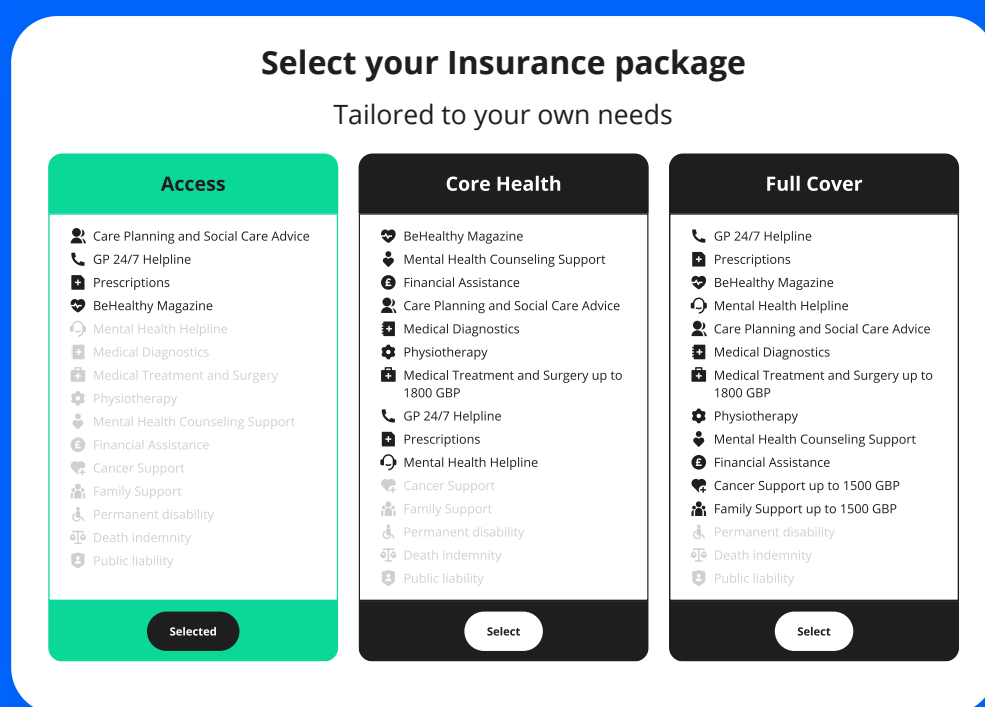 Select your Insurance package
Tailored to your own needs
Access
Care Planning and Social Care Advice
GP 24/7 Helpline
Prescriptions
BeHealthy Magazine
Mental Health Helpline
Medical Diagnostics
Medical Treatment and Surgery
Physiotherapy
Mental Health Counseling Support
Financial Assistance
Cancer Support
Family Support
Permanent disability
Death indemnity
Public liability
Selected
Core Health
BeHealthy Magazine
Mental Health Counseling Support
Financial Assistance
Care Planning and Social Care Advice
Medical Diagnostics
Physiotherapy
Medical Treatment and Surgery up to
1800 GBP
GP 24/7 Helpline
Prescriptions
Mental Health Helpline
Cancer Support
Family Support
Permanent disability
Death indemnity
Public liability
Select
Full Cover
GP 24/7 Helpline
Prescriptions
BeHealthy Magazine
Mental Health Helpline
Care Planning and Social Care Advice
Medical Diagnostics
Medical Treatment and Surgery up to
1800 GBP
Physiotherapy
Mental Health Counseling Support
Financial Assistance
Cancer Support up to 1500 GBP
Family Support up to 1500 GBP
Permanent disability
Death indemnity
Public liability
Select